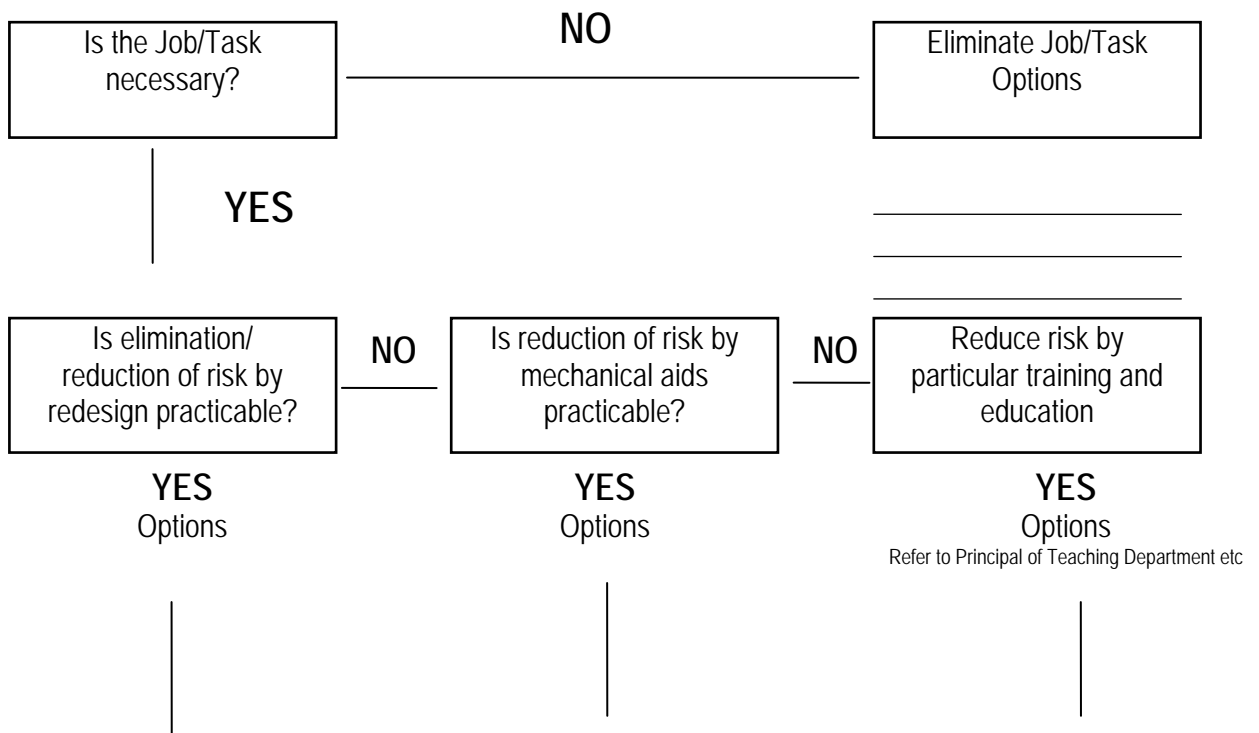 Is the Job/Task
necessary?
NO
Eliminate Job/Task
Options
YES
Is elimination/
reduction of risk by
redesign practicable?
NO
Is reduction of risk by
mechanical aids
practicable?
NO
Reduce risk by
particular training and
education
YES
Options
YES
Options
YES
Options
Refer to Principal of Teaching Department etc